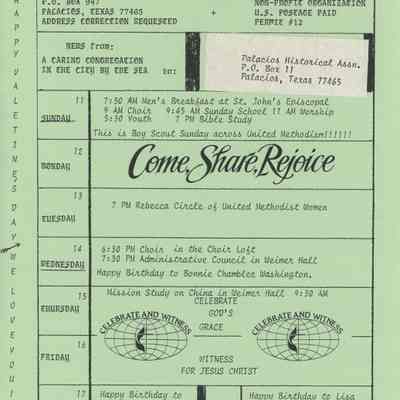 P.O. BOX 947
PALACIOS, TEXAS 77465
ADDRESS CORRECTION REQUESTED
+
NON-PROFIT ORGANIZATION
U.S. POSTAGE PAID
PERMIT #12
NEWS from:
A CARING CONGREGATION
IN THE CITY BY THE SEA to:
Palacios Historical Assn.
P.O. Box 11
Palacios, Texas 77465
HAPPY VALETINES DAY WE LOVE YOU!
11
SUNDAY
7:30 AM Men's Breakfast at St. John's Episcopal
9 AM Choir 9:45 AM Sunday School 11 AM Worship
5:30 Youth 7 PM Bible Study
This is Boy Scout Sunday across United Methodism!!!!!!
12
MONDAY
Come, Share, Rejoice
13
TUESDAY
7 PM Rebecca Circle of United Methodist Women
14
WEDNESDAY
6:30 PM Choir in the Choir Loft
7:30 PM Administrative Council in Weimer Hall
Happy Birthday to Bonnie Chamblee Washington.
15
THURSDAY
Mission Study on China in Weimer Hall 9:30 AM
CELEBRATE
GOD'S
GRACE
CELEBRATE AND WITNESS
CELEBRATE AND WITNESS
16
FRIDAY
WITNESS
FOR JESUS CHRIST
17
Happy Birthday to
Happy Birthday to Lisa